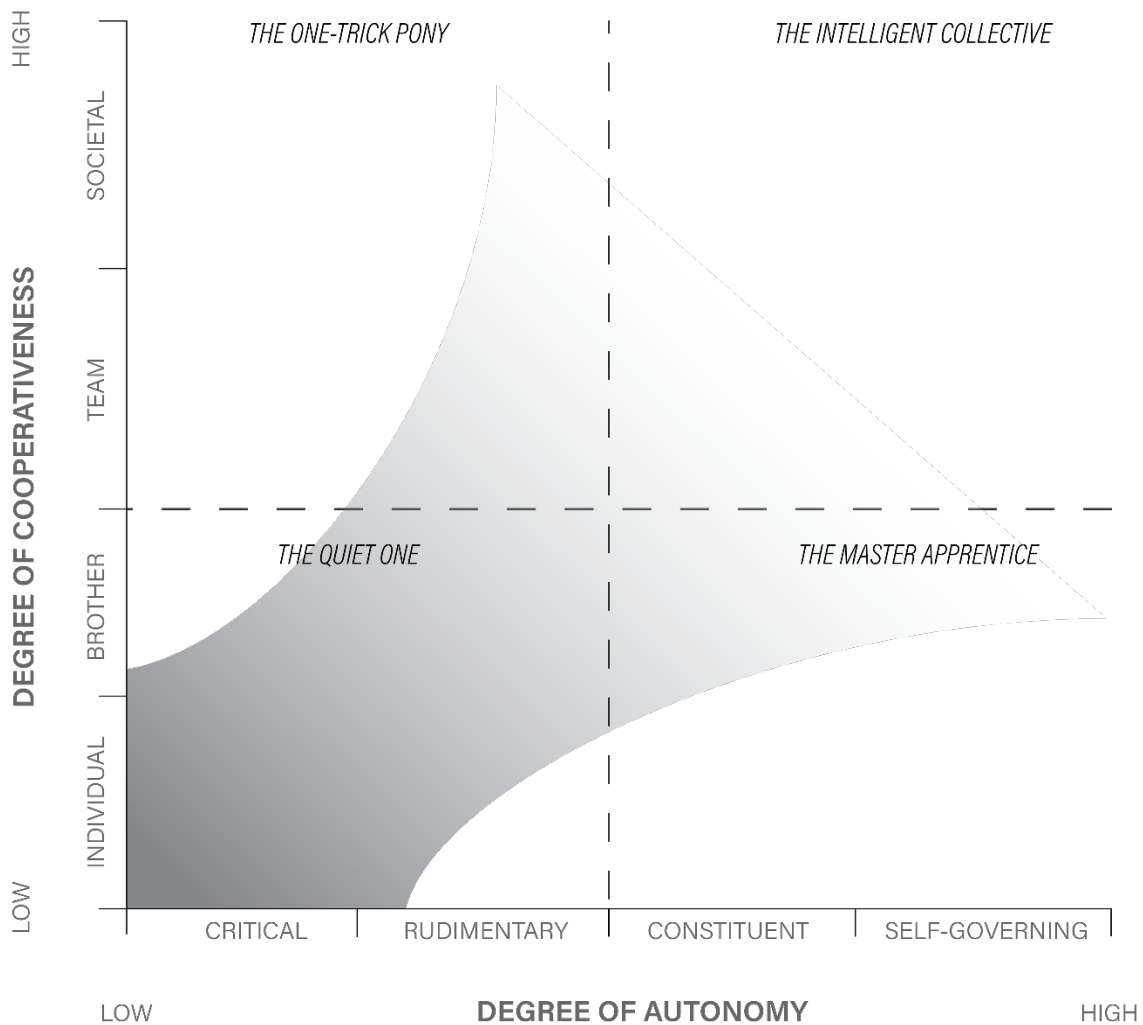 HIGH
THE ONE-TRICK PONY
THE INTELLIGENT COLLECTIVE
SOCIETAL
TEAM
DEGREE OF COOPERATIVENESS
THE QUIET ONE
THE MASTER APPRENTICE
BROTHER
INDIVIDUAL
LOW
CRITICAL
RUDIMENTARY
CONSTITUENT
SELF-GOVERNING
LOW
DEGREE OF AUTONOMY
HIGH